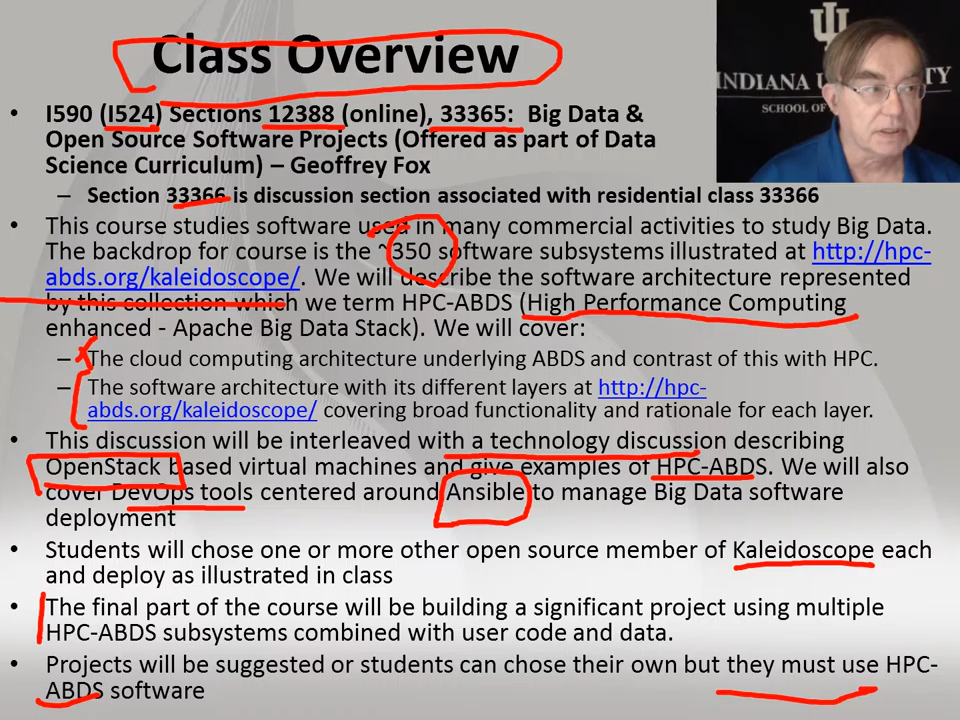 Class Overview
• I590 (I524) Sections 12388 (online), 33365: Big Data &
Open Source Software Projects (Offered as part of Data
Science Curriculum) – Geoffrey Fox
– Section 33366 is discussion section associated with residential class 33366
• This course studies software used in many commercial activities to study Big Data.
The backdrop for course is the ~350 software subsystems illustrated at http://hpc-
abds.org/kaleidoscope/. We will describe the software architecture represented
by this collection which we term HPC-ABDS (High Performance Computing
enhanced - Apache Big Data Stack). We will cover:
– The cloud computing architecture underlying ABDS and contrast of this with HPC.
– The software architecture with its different layers at http://hpc-
abds.org/kaleidoscope/ covering broad functionality and rationale for each layer.
• This discussion will be interleaved with a technology discussion describing
OpenStack based virtual machines and give examples of HPC-ABDS. We will also
cover DevOps tools centered around Ansible to manage Big Data software
deployment
• Students will chose one or more other open source member of Kaleidoscope each
and deploy as illustrated in class
• The final part of the course will be building a significant project using multiple
HPC-ABDS subsystems combined with user code and data.
• Projects will be suggested or students can chose their own but they must use HPC-
ABDS software
INDIANA
SCHOOL OF